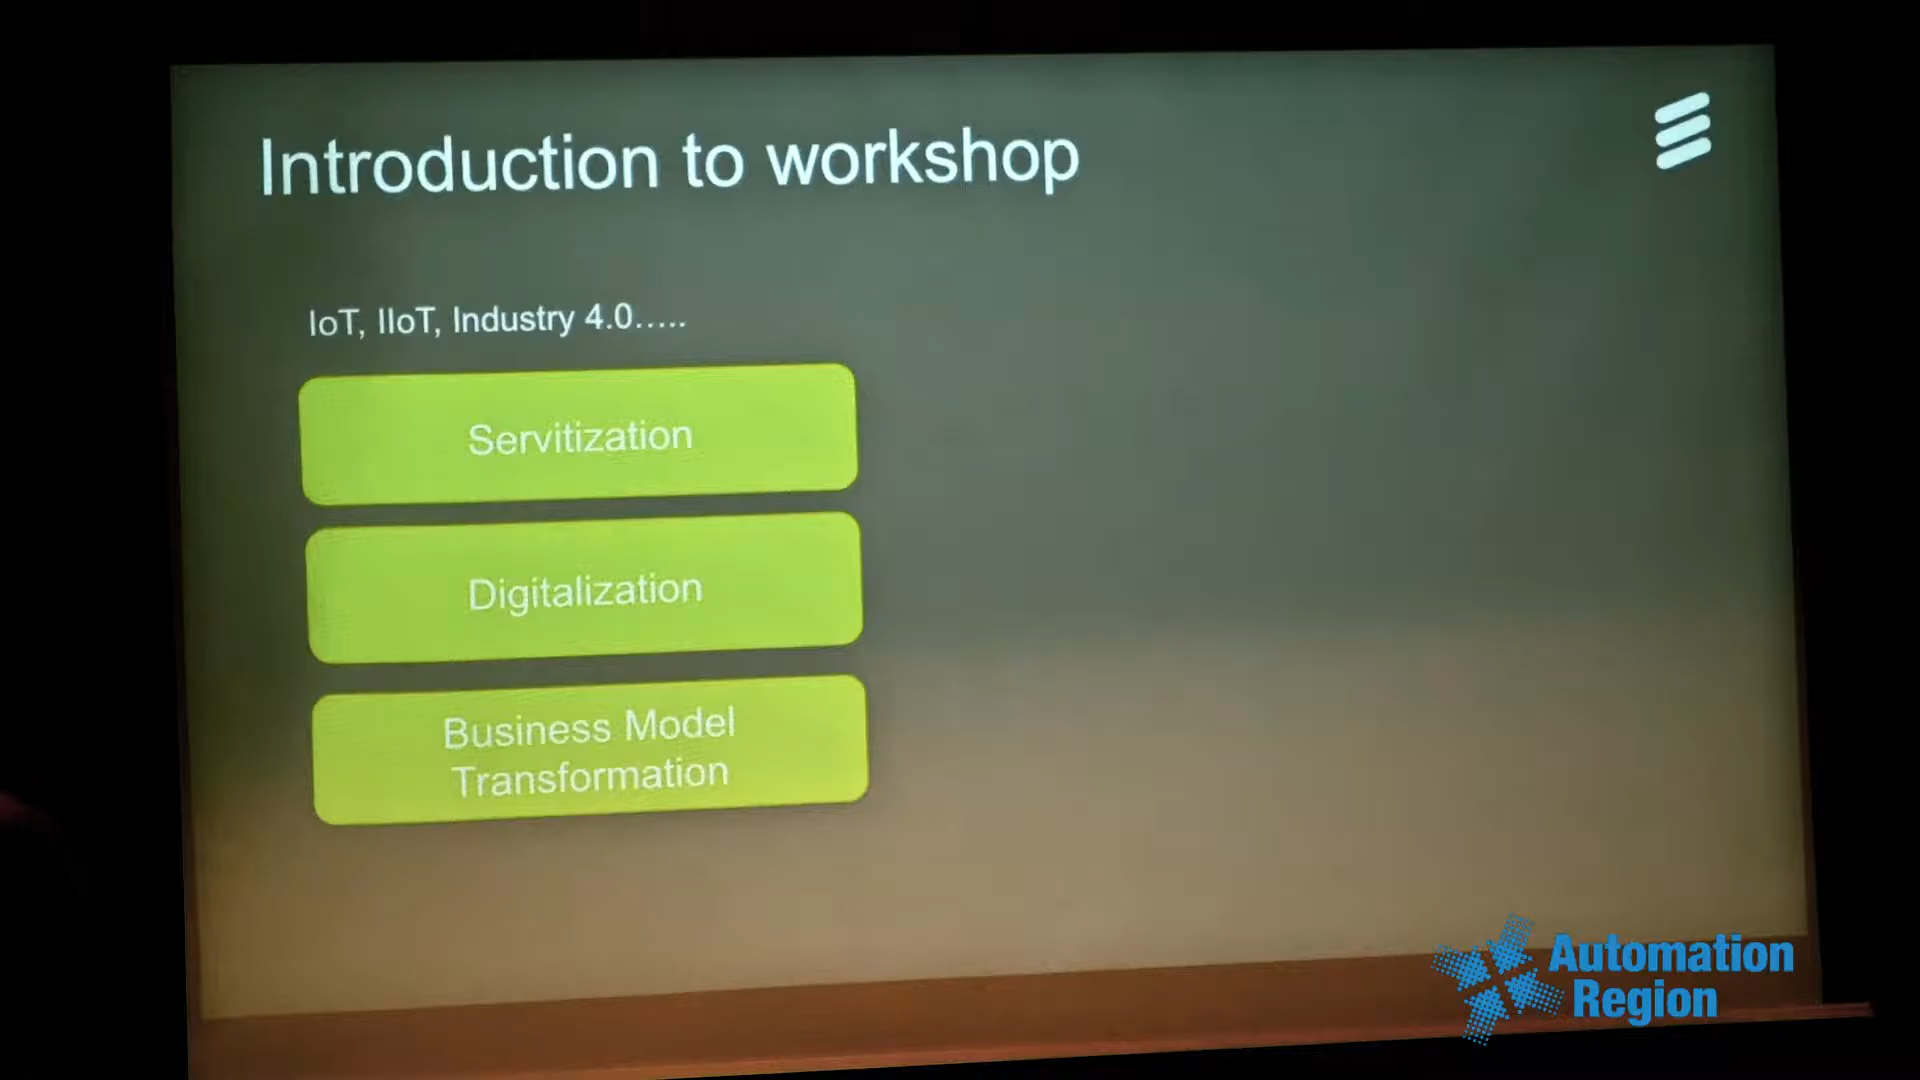 Introduction to workshop
IoT, IIoT, Industry 4.0.....
Servitization
Digitalization
Business Model
Transformation
Automation
Region